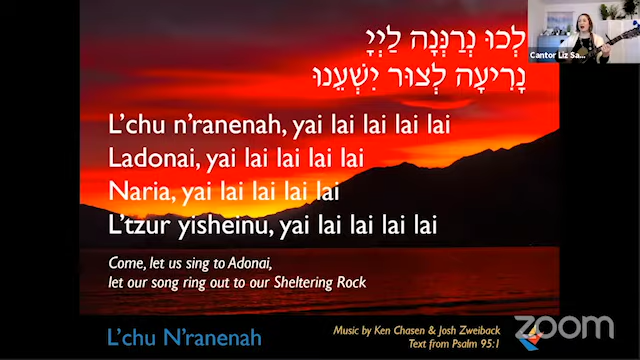 לְכוּ נְרַנְּנָה לַיְיָ
נָרִיעָה לְצוּר יִשְׁעֵנוּ
Cantor Liz Sa...
L'chu n'ranenah, yai lai lai lai lai
Ladonai, yai lai lai lai lai
Naria, yai lai lai lai lai
L'tzur yisheinu, yai lai lai lai lai
Come, let us sing to Adonai,
let our song ring out to our Sheltering Rock
L'chu N'ranenah
Music by Ken Chasen & Josh Zweiback
Text from Psalm 95:1
zoom